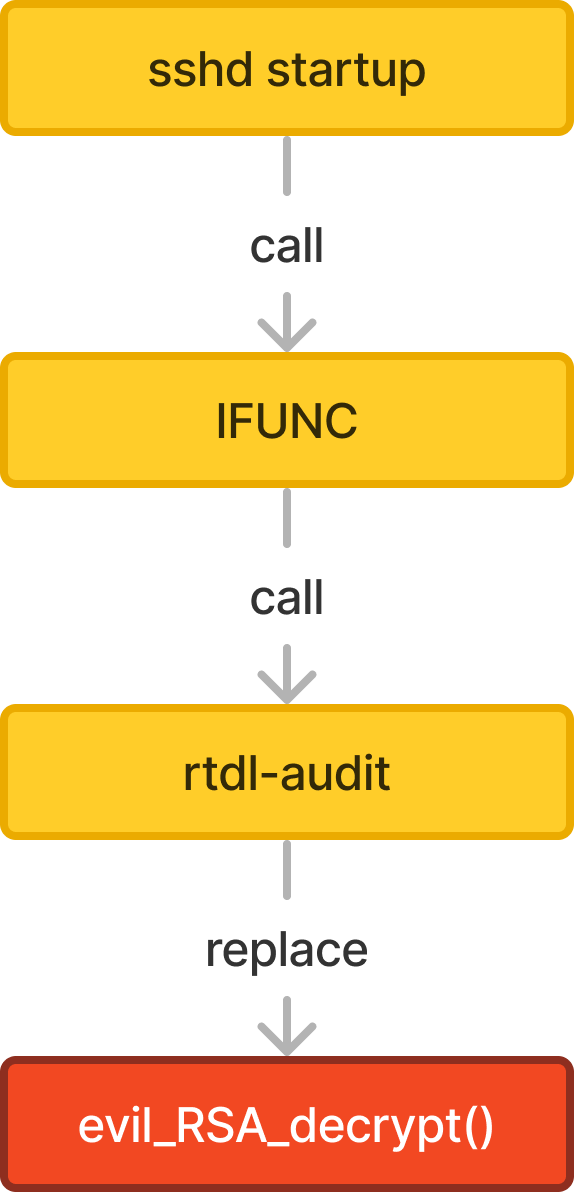 sshd startup
call
IFUNC
call
rtdl-audit
replace
evil_RSA_decrypt()